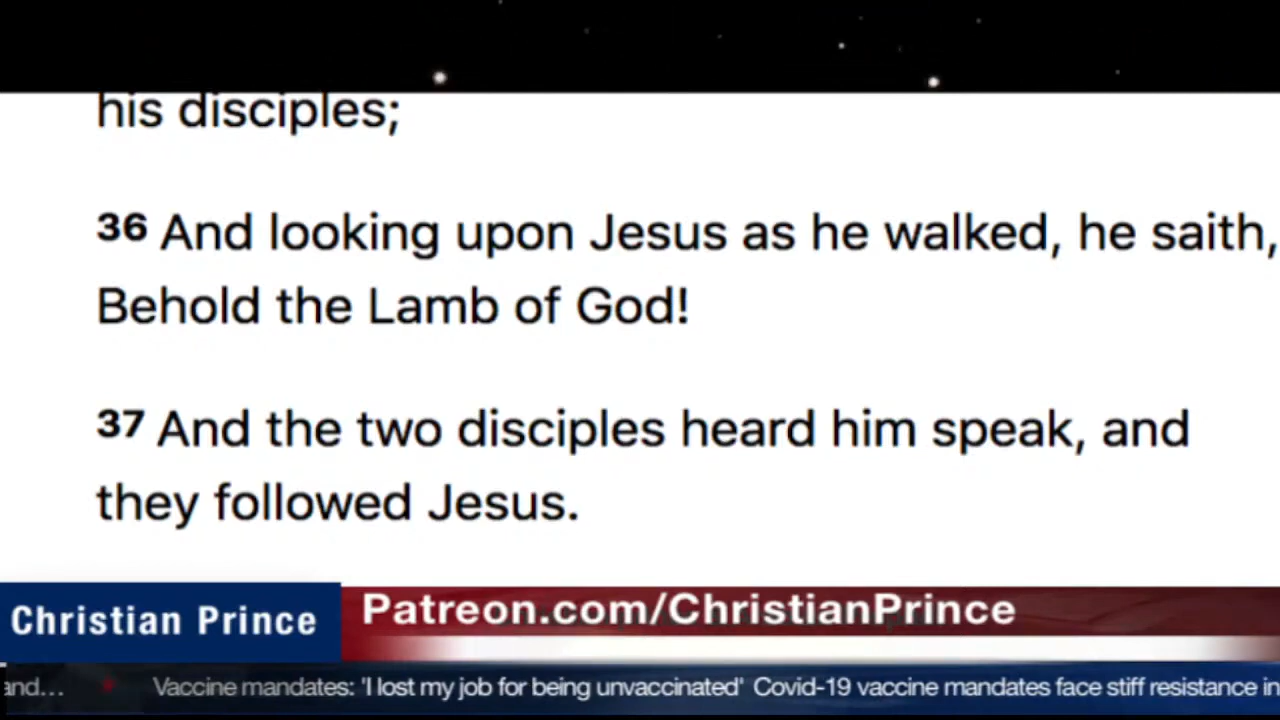 his disciples;
36 And looking upon Jesus as he walked, he saith,
Behold the Lamb of God!
37 And the two disciples heard him speak, and
they followed Jesus.
Christian Prince
Patreon.com/ChristianPrince
and... Vaccine mandates: 'I lost my job for being unvaccinated' Covid-19 vaccine mandates face stiff resistance in